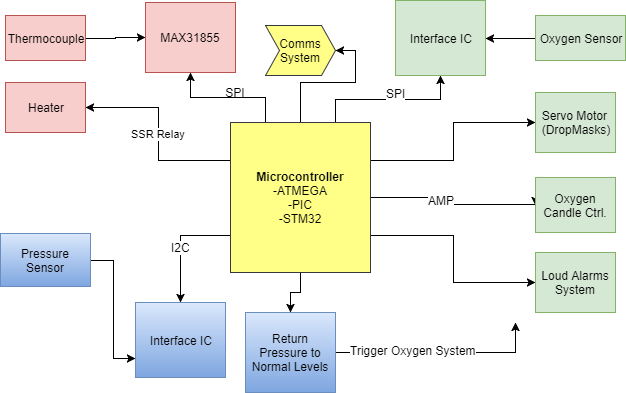 Thermocouple
MAX31855
Comms
System
Interface IC
Oxygen Sensor
SPI
SPI
Heater
SSR Relay
Servo Motor
(DropMasks)
Microcontroller
-ATMEGA
-PIC
-STM32
AMP
Oxygen
Candle Ctrl.
Pressure
Sensor
I2C
Loud Alarms
System
Interface IC
Return
Pressure to
Normal Levels
Trigger Oxygen System